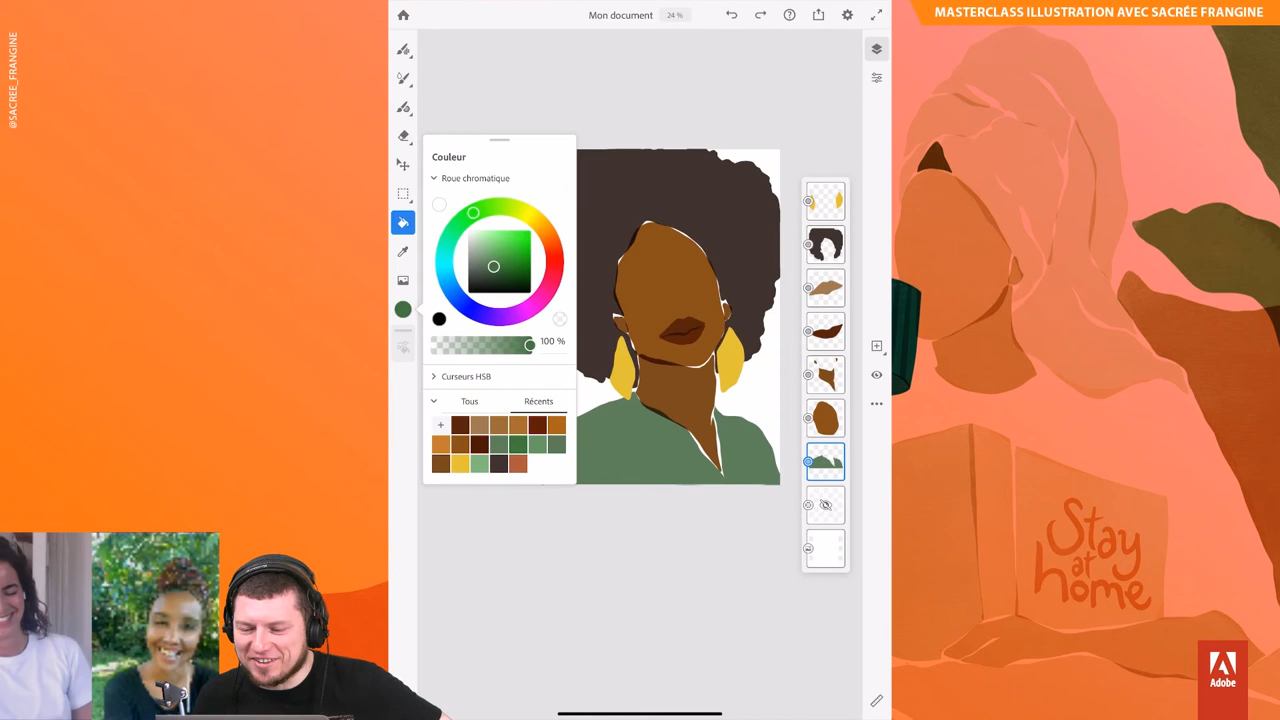 @SACREE_FRANGINE
Mon document
24 %
MASTERCLASS ILLUSTRATION AVEC SACRÉE FRANGINE
Couleur
Roue chromatique
100 %
Curseurs HSB
Tous
Récents
Stay
at
home
Adobe